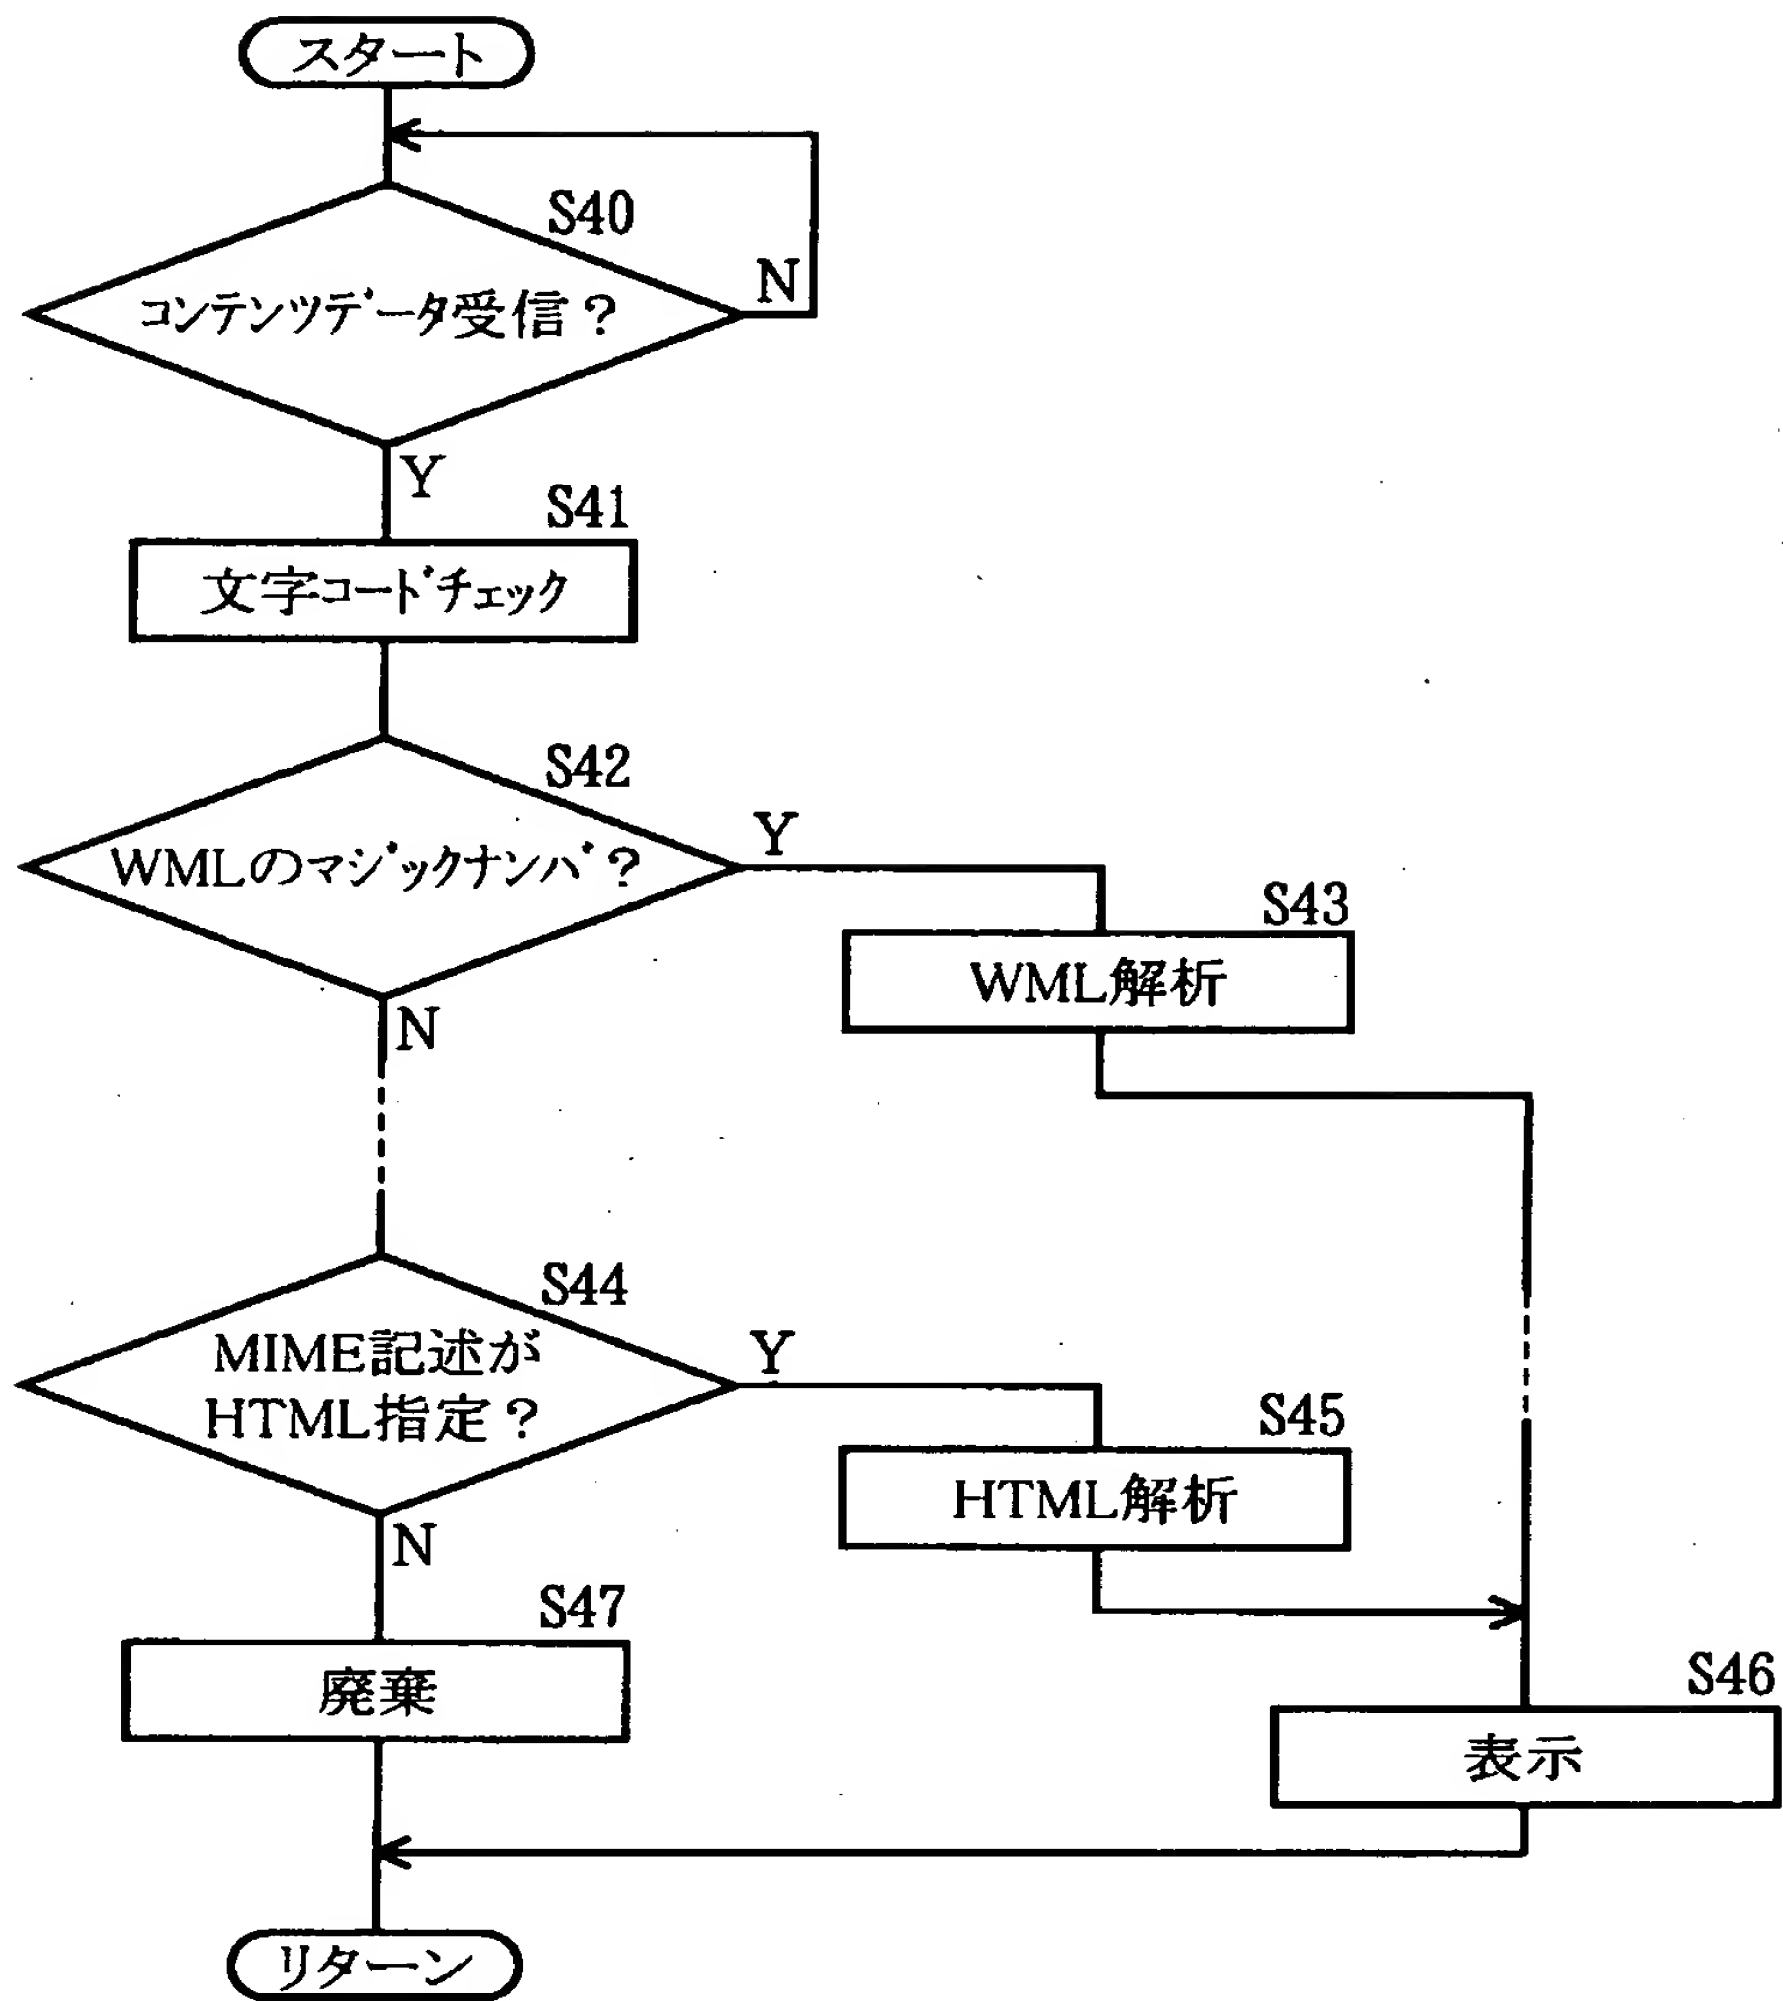 スタート
S40
コンテンツデータ受信?
N
Y
S41
文字コードチェック
S42
WMLのマジックナンバ?
Y
S43
WML解析
N
S44
MIME記述が
HTML指定?
Y
S45
HTML解析
N
S47
廃棄
S46
表示
リターン